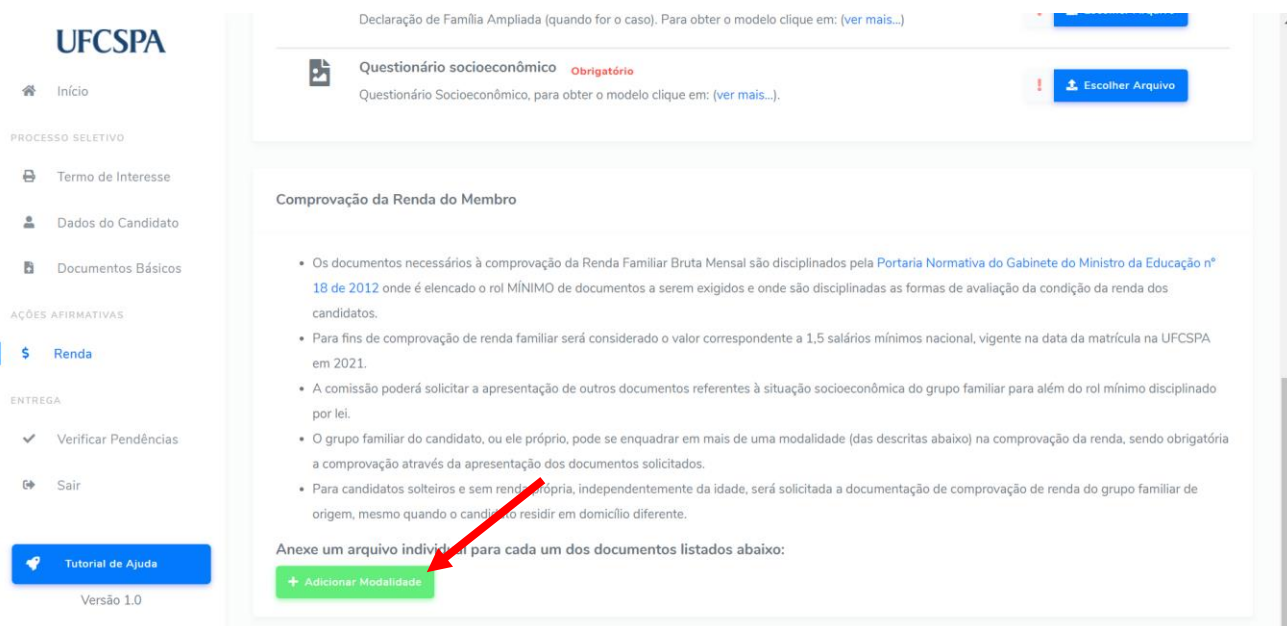 UFCSPA
Início
PROCESSO SELETIVO
Termo de Interesse
Dados do Candidato
Documentos Básicos
AÇÕES AFIRMATIVAS
$ Renda
ENTREGA
Verificar Pendências
Sair
Tutorial de Ajuda
Versão 1.0
Declaração de Família Ampliada (quando for o caso). Para obter o modelo clique em: (ver mais...)
Questionário socioeconômico Obrigatório
Questionário Socioeconômico, para obter o modelo clique em: (ver mais...).
! Escolher Arquivo
Comprovação da Renda do Membro
• Os documentos necessários à comprovação da Renda Familiar Bruta Mensal são disciplinados pela Portaria Normativa do Gabinete do Ministro da Educação nº
18 de 2012 onde é elencado o rol MÍNIMO de documentos a serem exigidos e onde são disciplinadas as formas de avaliação da condição da renda dos
candidatos.
• Para fins de comprovação de renda familiar será considerado o valor correspondente a 1,5 salários mínimos nacional, vigente na data da matrícula na UFCSPA
em 2021.
• A comissão poderá solicitar a apresentação de outros documentos referentes à situação socioeconômica do grupo familiar para além do rol mínimo disciplinado
por lei.
• O grupo familiar do candidato, ou ele próprio, pode se enquadrar em mais de uma modalidade (das descritas abaixo) na comprovação da renda, sendo obrigatória
a comprovação através da apresentação dos documentos solicitados.
• Para candidatos solteiros e sem renda própria, independentemente da idade, será solicitada a documentação de comprovação de renda do grupo familiar de
origem, mesmo quando o candidato residir em domicílio diferente.
Anexe um arquivo individual para cada um dos documentos listados abaixo:
+ Adicionar Modalidade